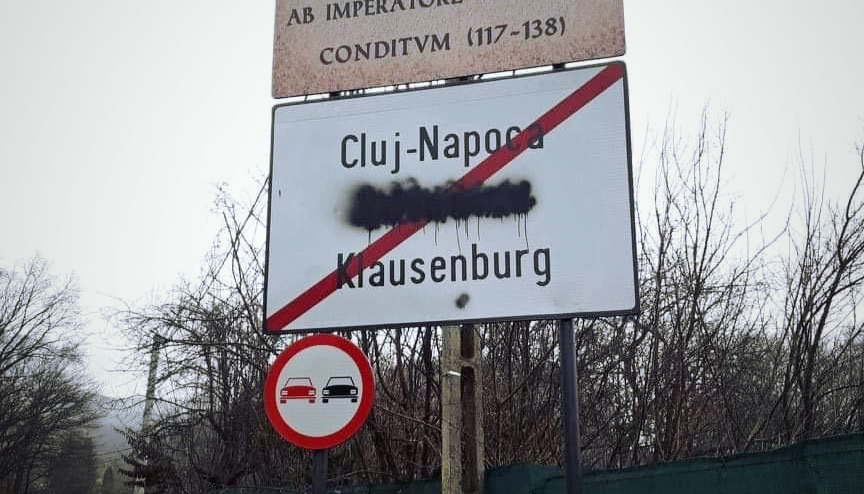 AB IMPERATORE
CONDITVM (117-138)
Cluj-Napoca
Klausenburg